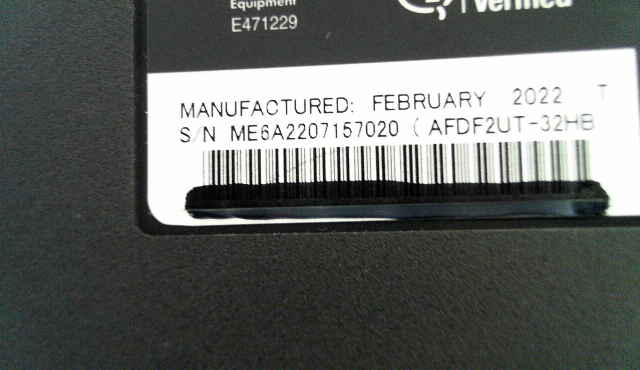 Equipment
E471229
Verified
MANUFACTURED: FEBRUARY 2022 T
S/N ME6A2207157020 ( AFDF2UT-32HB